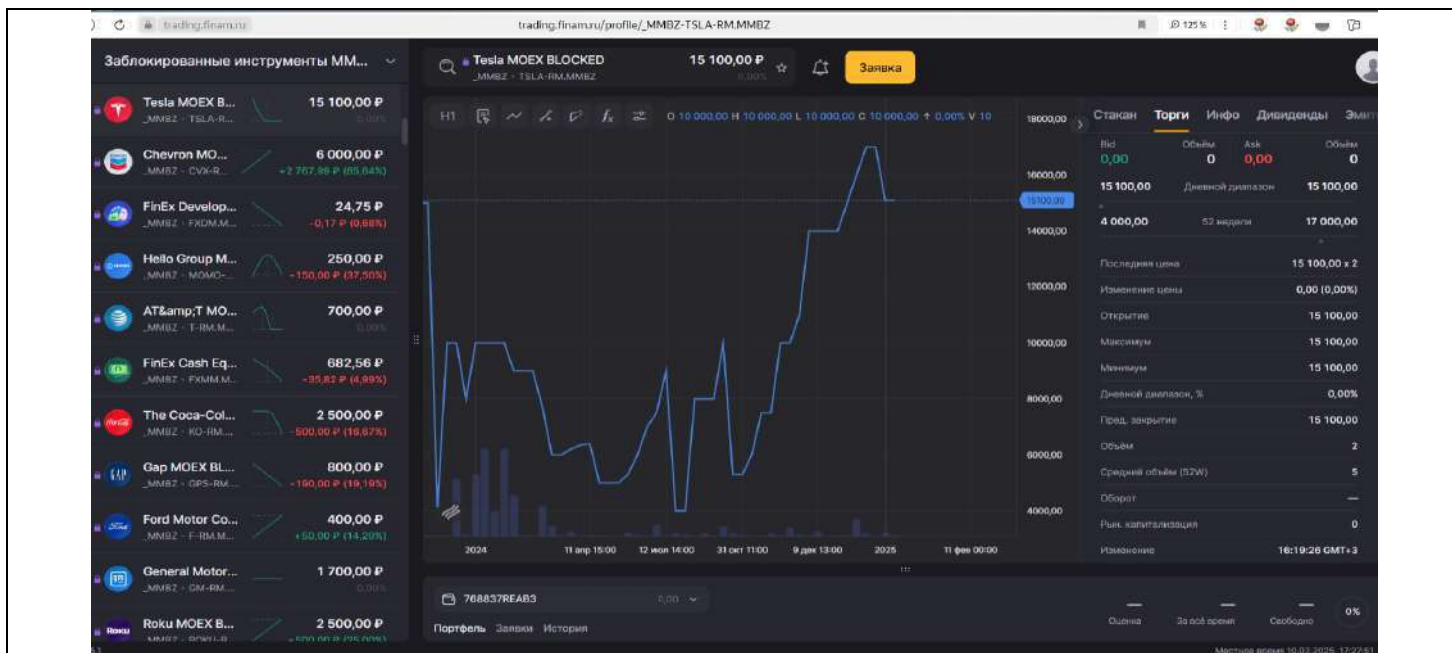 trading.finam.ru
trading.finam.ru/profile/_MMBZ-TSLA-RM.MMBZ
125 %
Заблокированные инструменты MM...
Tesla MOEX B...
15 100,00 ₽
_MMBZ · TSLA-R...
0,00%
Chevron MO...
6 000,00 ₽
_MMBZ · CVX-R...
FinEx Develop...
24,75 ₽
_MMBZ · FXDM.M...
-0,17 ₽ (0,68%)
Hello Group M...
250,00 ₽
_MMBZ · MOMO-...
-150,00 ₽ (37,50%)
AT&amp;T MO...
700,00 ₽
_MMBZ · T-RM.M...
0,00%
FinEx Cash Eq...
682,56 ₽
_MMBZ · FXMM.M...
-35,82 ₽ (4,99%)
The Coca-Col...
2 500,00 ₽
_MMBZ · KO-RM....
-500,00 ₽ (16,67%)
Gap MOEX BL...
800,00 ₽
_MMBZ · GPS-RM...
-190,00 ₽ (19,19%)
Ford Motor Co...
400,00 ₽
_MMBZ · F-RM.M...
+50,00 ₽ (14,29%)
General Motor...
1 700,00 ₽
_MMBZ · GM-RM....
0,00%
Roku MOEX B...
2 500,00 ₽
Tesla MOEX BLOCKED
_MMBZ · TSLA-RM.MMBZ
15 100,00 ₽
0,00%
Заявка
H1
O 10 000,00 H 10 000,00 L 10 000,00 C 10 000,00 + 0,00% V 10
18000,00
16000,00
15100,00
14000,00
12000,00
10000,00
8000,00
6000,00
4000,00
2024
11 апр 15:00
12 июл 14:00
31 окт 11:00
9 дек 13:00
2025
11 фев 00:00
Стакан Торги Инфо Дивиденды
Bid Объём Ask Объём
0,00 0 0,00 0
15 100,00 Дневной диапазон 15 100,00
4 000,00 52 недели 17 000,00
Последняя цена 15 100,00 x 2
Изменение цены 0,00 (0,00%)
Открытие 15 100,00
Максимум 15 100,00
Минимум 15 100,00
Дневной диапазон, % 0,00%
Пред. закрытие 15 100,00
Объём 2
Средний объём (52W) 5
Оборот —
Рын. капитализация 0
Изменение 16:19:26 GMT+3
768837REAB3
0,00
Портфель Заявки История
— — — 0%
Оценка За всё время Свободно
Местное время 10.02.2025, 17:27:51